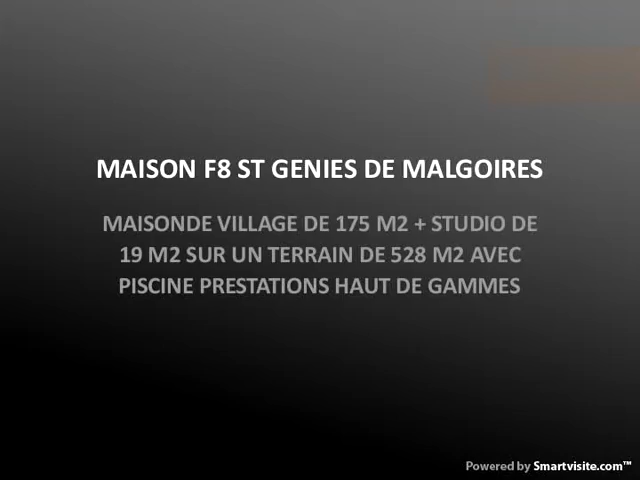 MAISON F8 ST GENIES DE MALGOIRES
MAISONDE VILLAGE DE 175 M2 + STUDIO DE
19 M2 SUR UN TERRAIN DE 528 M2 AVEC
PISCINE PRESTATIONS HAUT DE GAMMES
Powered by Smartvisite.com™